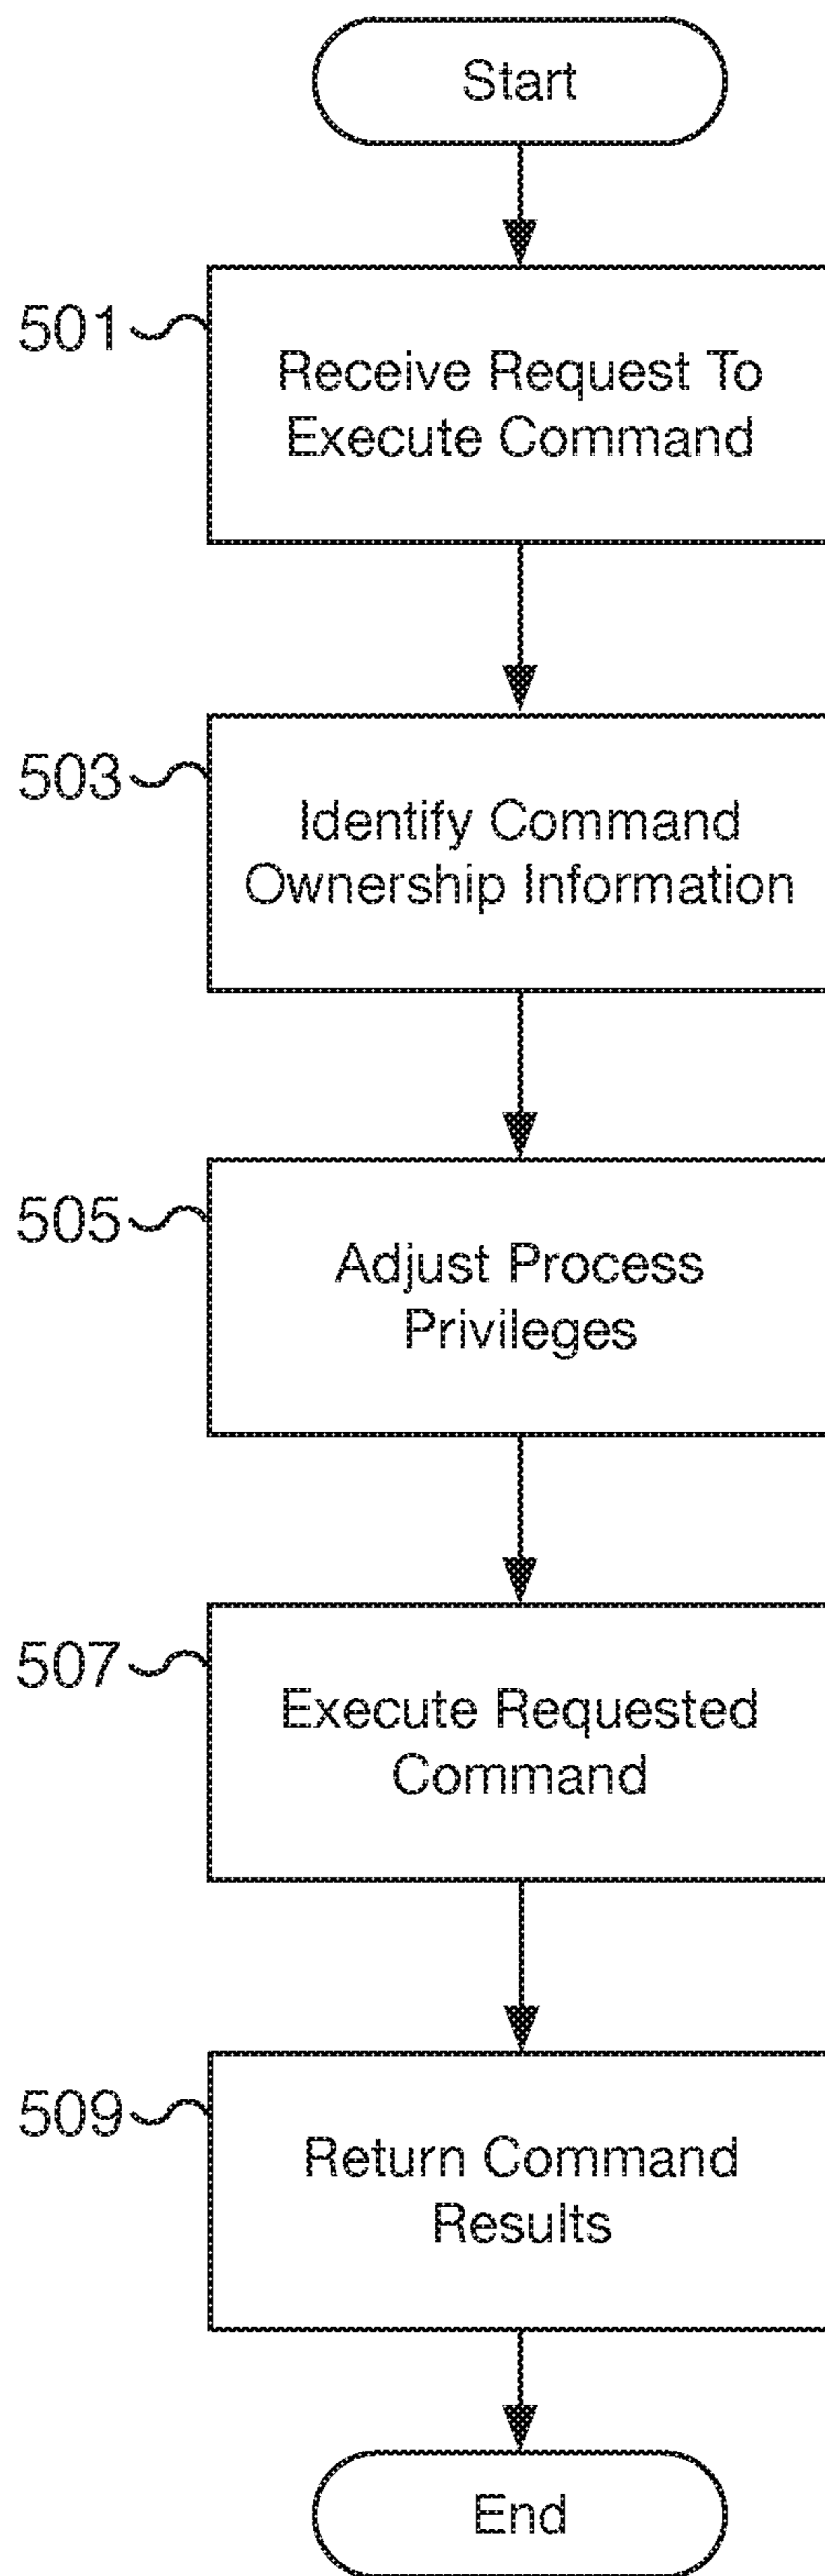 Start
501
Receive Request To
Execute Command
503
Identify Command
Ownership Information
505
Adjust Process
Privileges
507
Execute Requested
Command
509
Return Command
Results
End